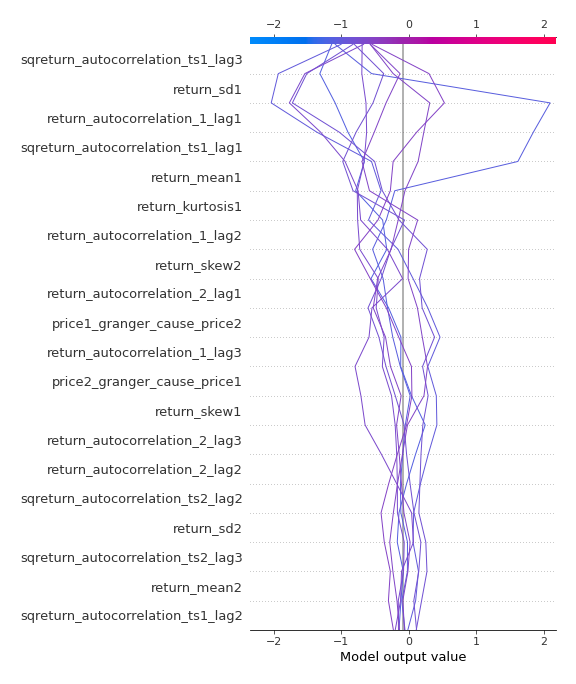 −2 −1 0 1 2
sqreturn_autocorrelation_ts1_lag3
return_sd1
return_autocorrelation_1_lag1
sqreturn_autocorrelation_ts1_lag1
return_mean1
return_kurtosis1
return_autocorrelation_1_lag2
return_skew2
return_autocorrelation_2_lag1
price1_granger_cause_price2
return_autocorrelation_1_lag3
price2_granger_cause_price1
return_skew1
return_autocorrelation_2_lag3
return_autocorrelation_2_lag2
sqreturn_autocorrelation_ts2_lag2
return_sd2
sqreturn_autocorrelation_ts2_lag3
return_mean2
sqreturn_autocorrelation_ts1_lag2
−2 −1 0 1 2
Model output value